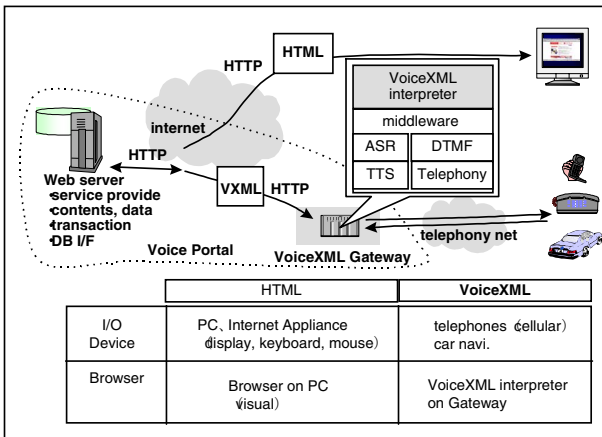 HTML
HTTP
VoiceXML
interpreter
middleware
ASR
DTMF
TTS
Telephony
internet
HTTP
Web server
•service provide
•contents, data
•transaction
•DB I/F
VXML
HTTP
Voice Portal
VoiceXML Gateway
telephony net
HTML
VoiceXML
I/O
Device
PC、Internet Appliance
(display, keyboard, mouse）
telephones (cellular）
car navi.
Browser
Browser on PC
(visual）
VoiceXML interpreter
on Gateway